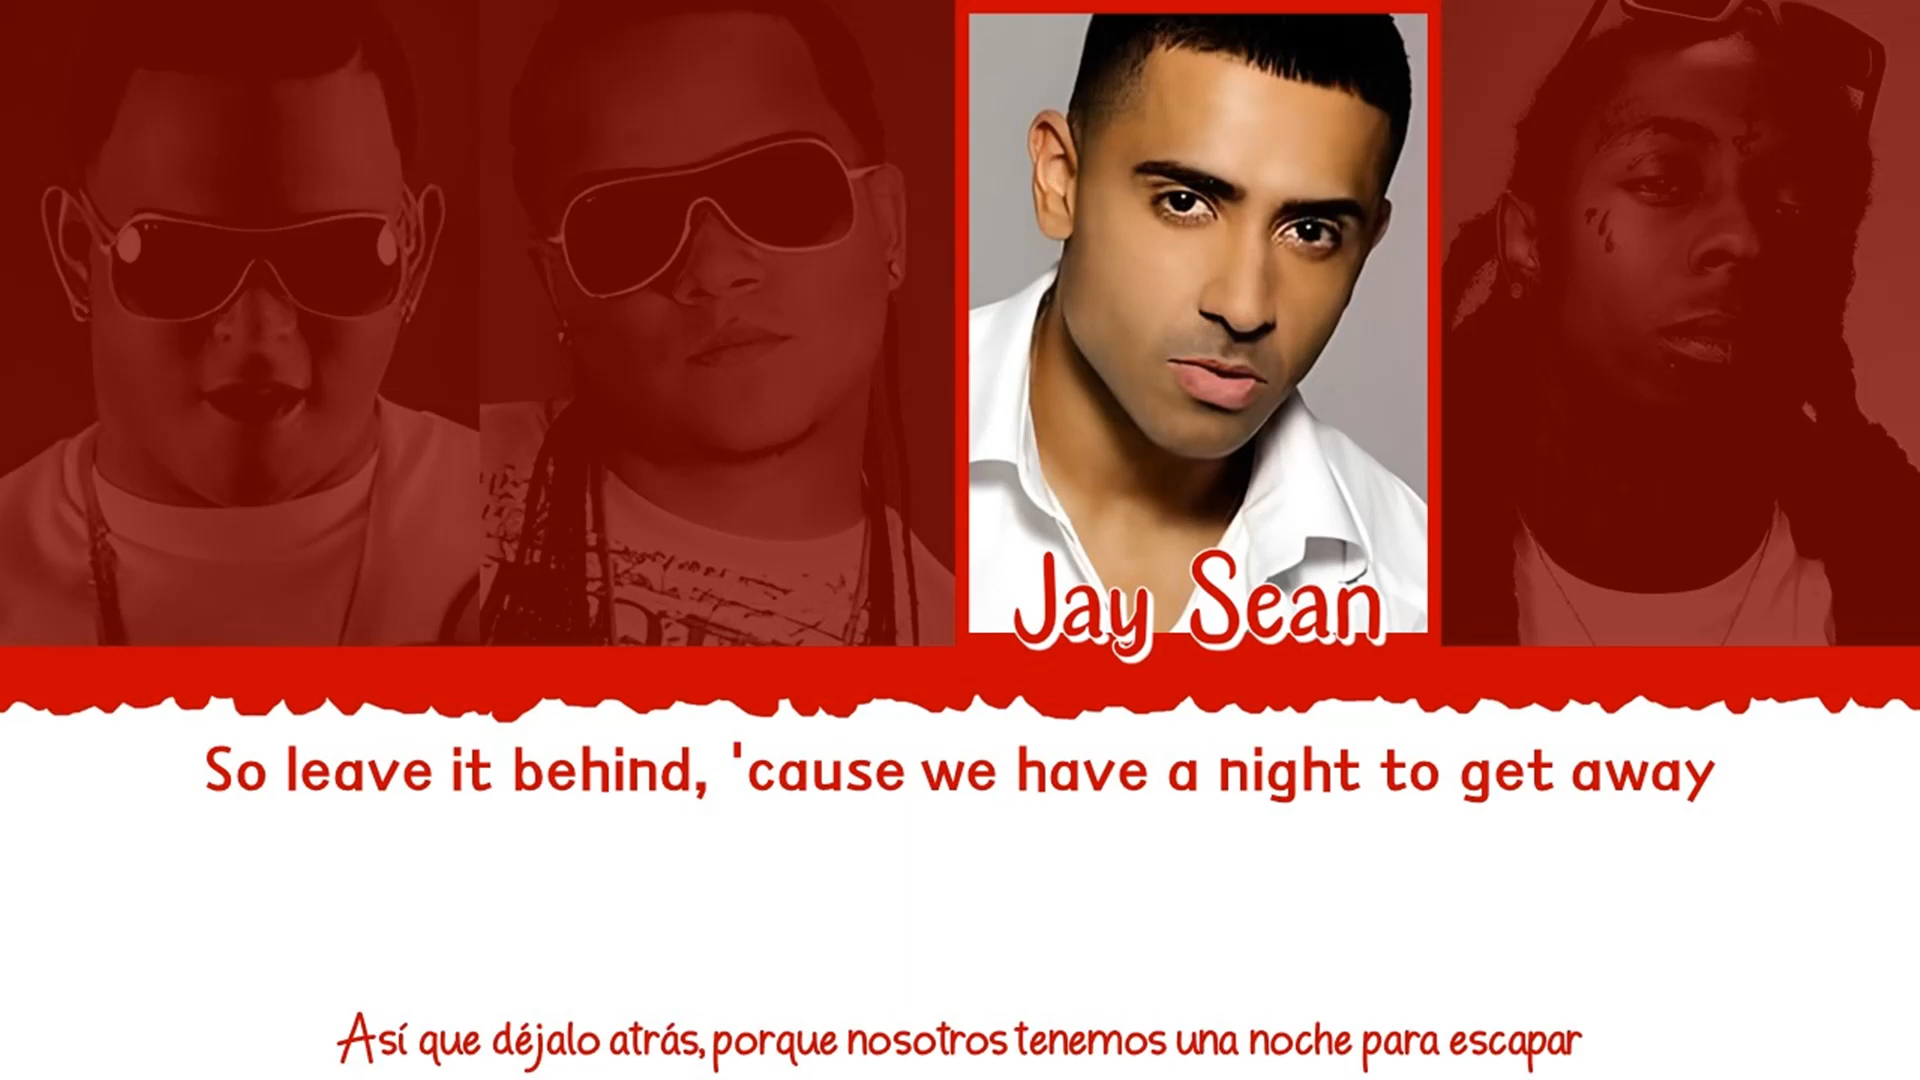 Jay Sean
So leave it behind, 'cause we have a night to get away
Así que déjalo atrás, porque nosotros tenemos una noche para escapar